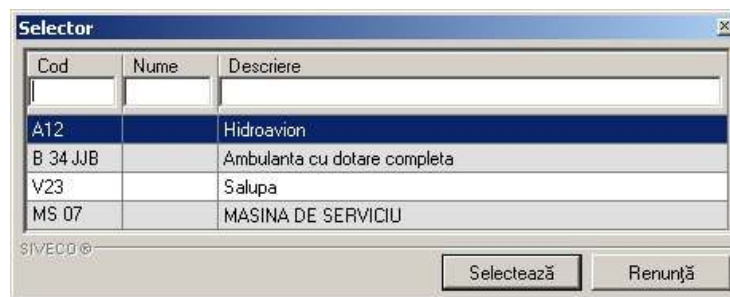 Selector
Cod Nume Descriere
A12 Hidroavion
B 34 JJB Ambulanta cu dotare completa
V23 Salupa
MS 07 MASINA DE SERVICIU
SIVECO ®
Selectează Renunţă